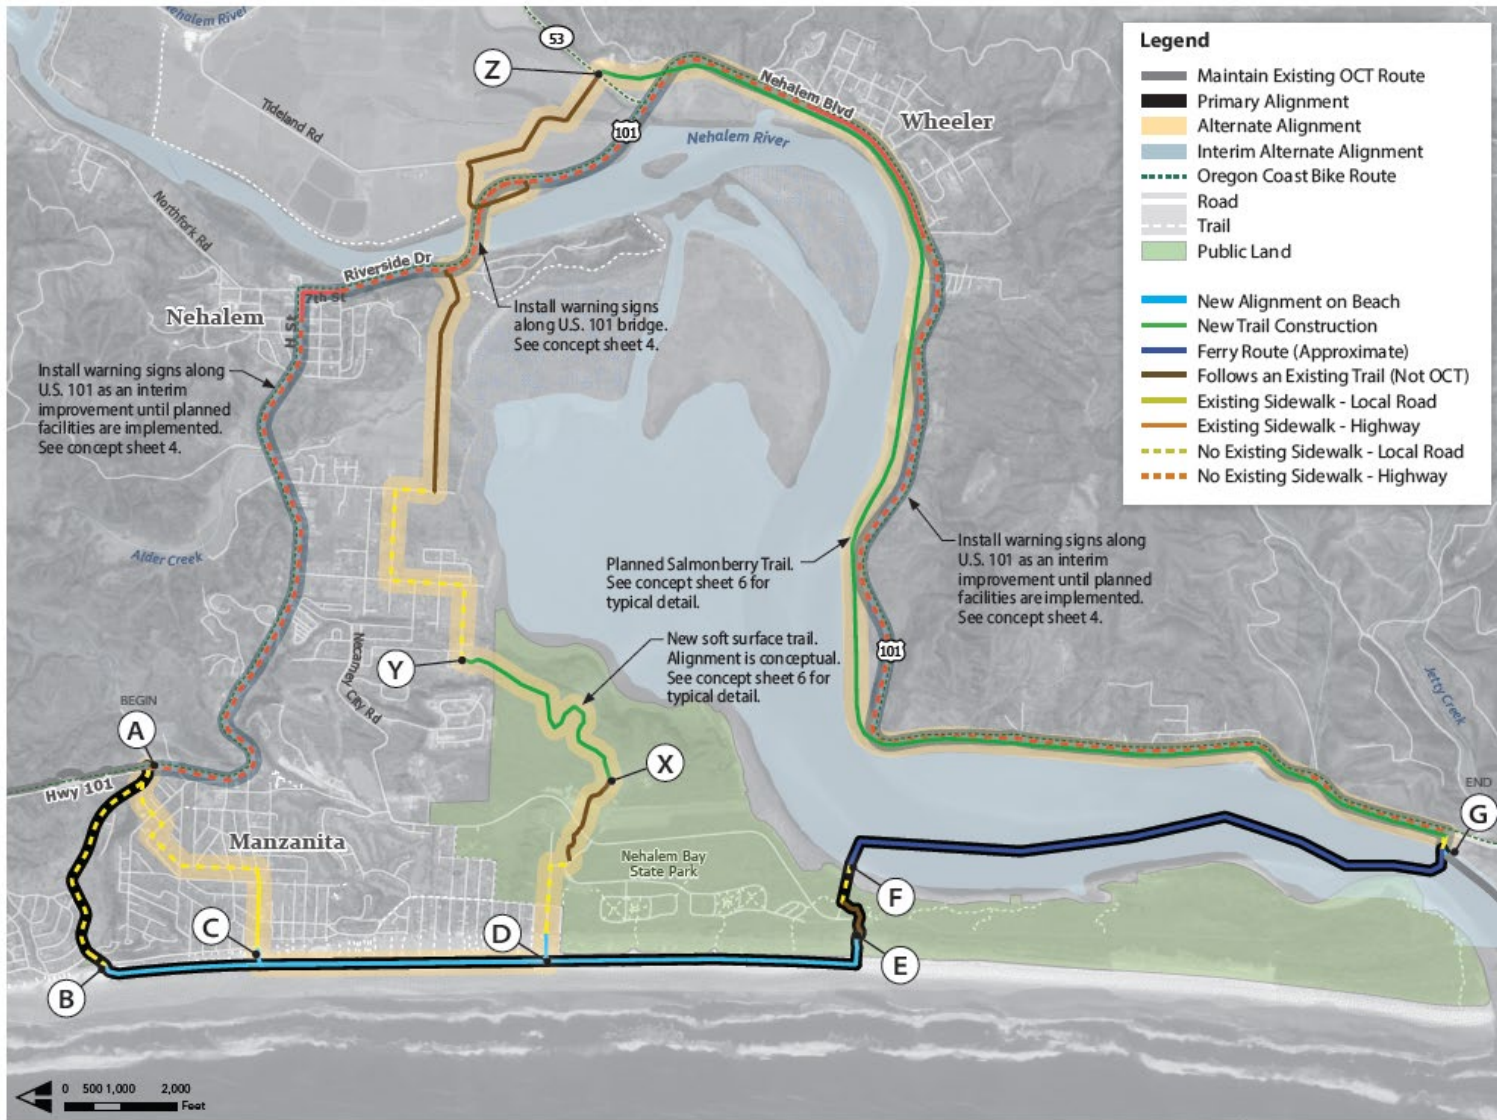 Nehalem River
53
Z
Tideland Rd
Nehalem Blvd
Wheeler
101
Nehalem River
Northfork Rd
Riverside Dr
7th St
Nehalem
H St
Install warning signs
along U.S. 101 bridge.
See concept sheet 4.
Install warning signs along
U.S. 101 as an interim
improvement until planned
facilities are implemented.
See concept sheet 4.
Legend
Maintain Existing OCT Route
Primary Alignment
Alternate Alignment
Interim Alternate Alignment
Oregon Coast Bike Route
Road
Trail
Public Land
New Alignment on Beach
New Trail Construction
Ferry Route (Approximate)
Follows an Existing Trail (Not OCT)
Existing Sidewalk - Local Road
Existing Sidewalk - Highway
No Existing Sidewalk - Local Road
No Existing Sidewalk - Highway
Alder Creek
Planned Salmonberry Trail.
See concept sheet 6 for
typical detail.
Install warning signs along
U.S. 101 as an interim
improvement until planned
facilities are implemented.
See concept sheet 4.
New soft surface trail.
Alignment is conceptual.
See concept sheet 6 for
typical detail.
101
Y
Necarney
City Rd
Jetty Creek
BEGIN
A
X
Hwy 101
END
G
Manzanita
Nehalem Bay
State Park
F
C
D
E
B
0 500 1,000 2,000
Feet